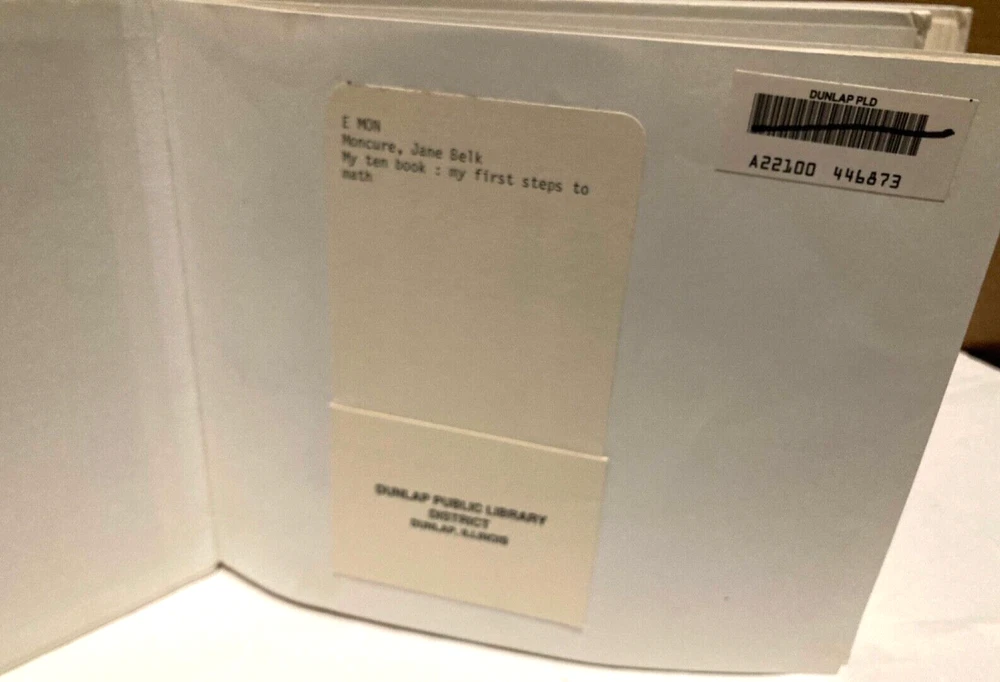 E MON
Moncure, Jane Belk
My ten book : my first steps to
math
DUNLAP PLD
A22100 446873
DUNLAP PUBLIC LIBRARY
DISTRICT
DUNLAP, ILLINOIS